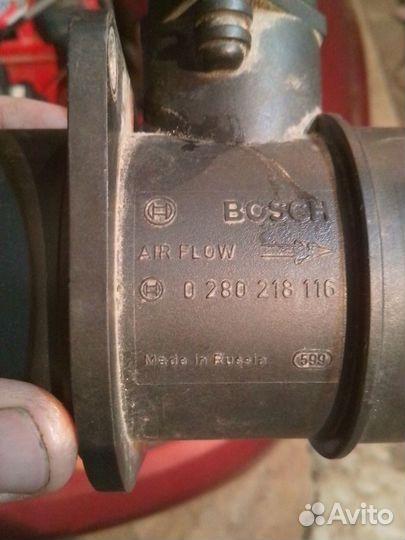 BOSCH
AIR FLOW
0 280 218 116
Made in Russia 599
Avito